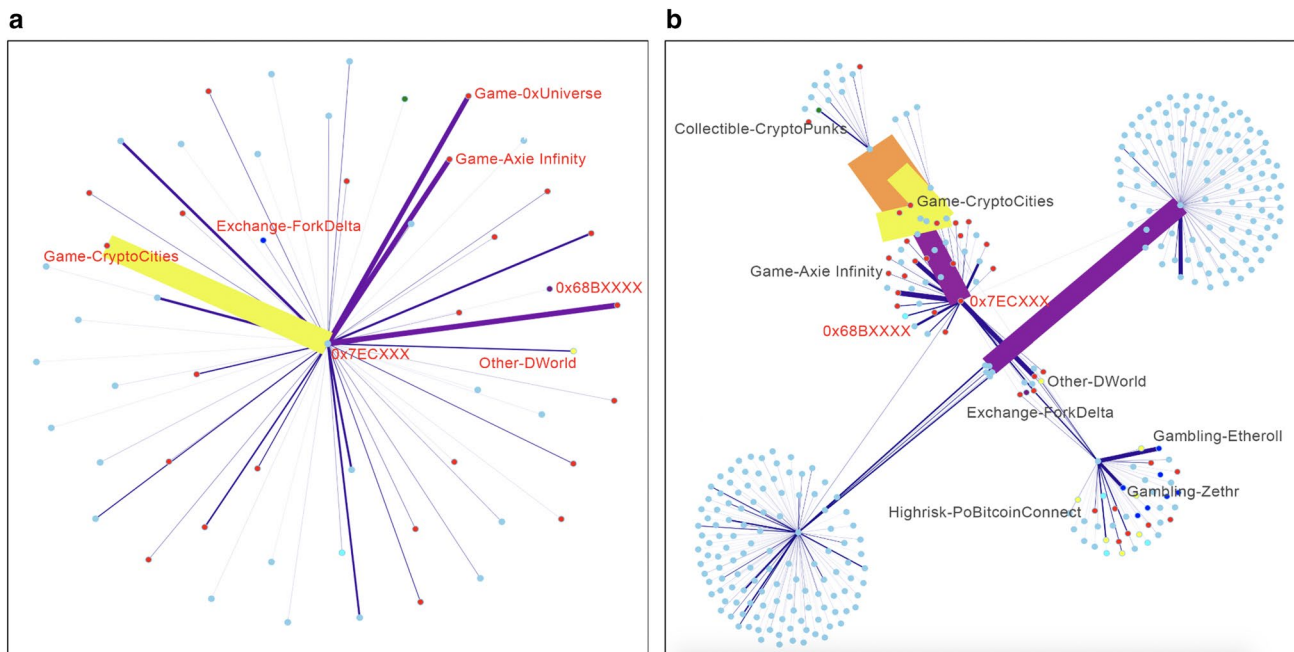 a
Game-0xUniverse
Game-Axie Infinity
Exchange-ForkDelta
Game-CryptoCities
0x68BXXXX
0x7ECXXX
Other-DWorld
b
Collectible-CryptoPunks
Game-CryptoCities
Game-Axie Infinity
0x7ECXXX
0x68BXXXX
Other-DWorld
Exchange-ForkDelta
Gambling-Etheroll
Gambling-Zethr
Highrisk-PoBitcoinConnect